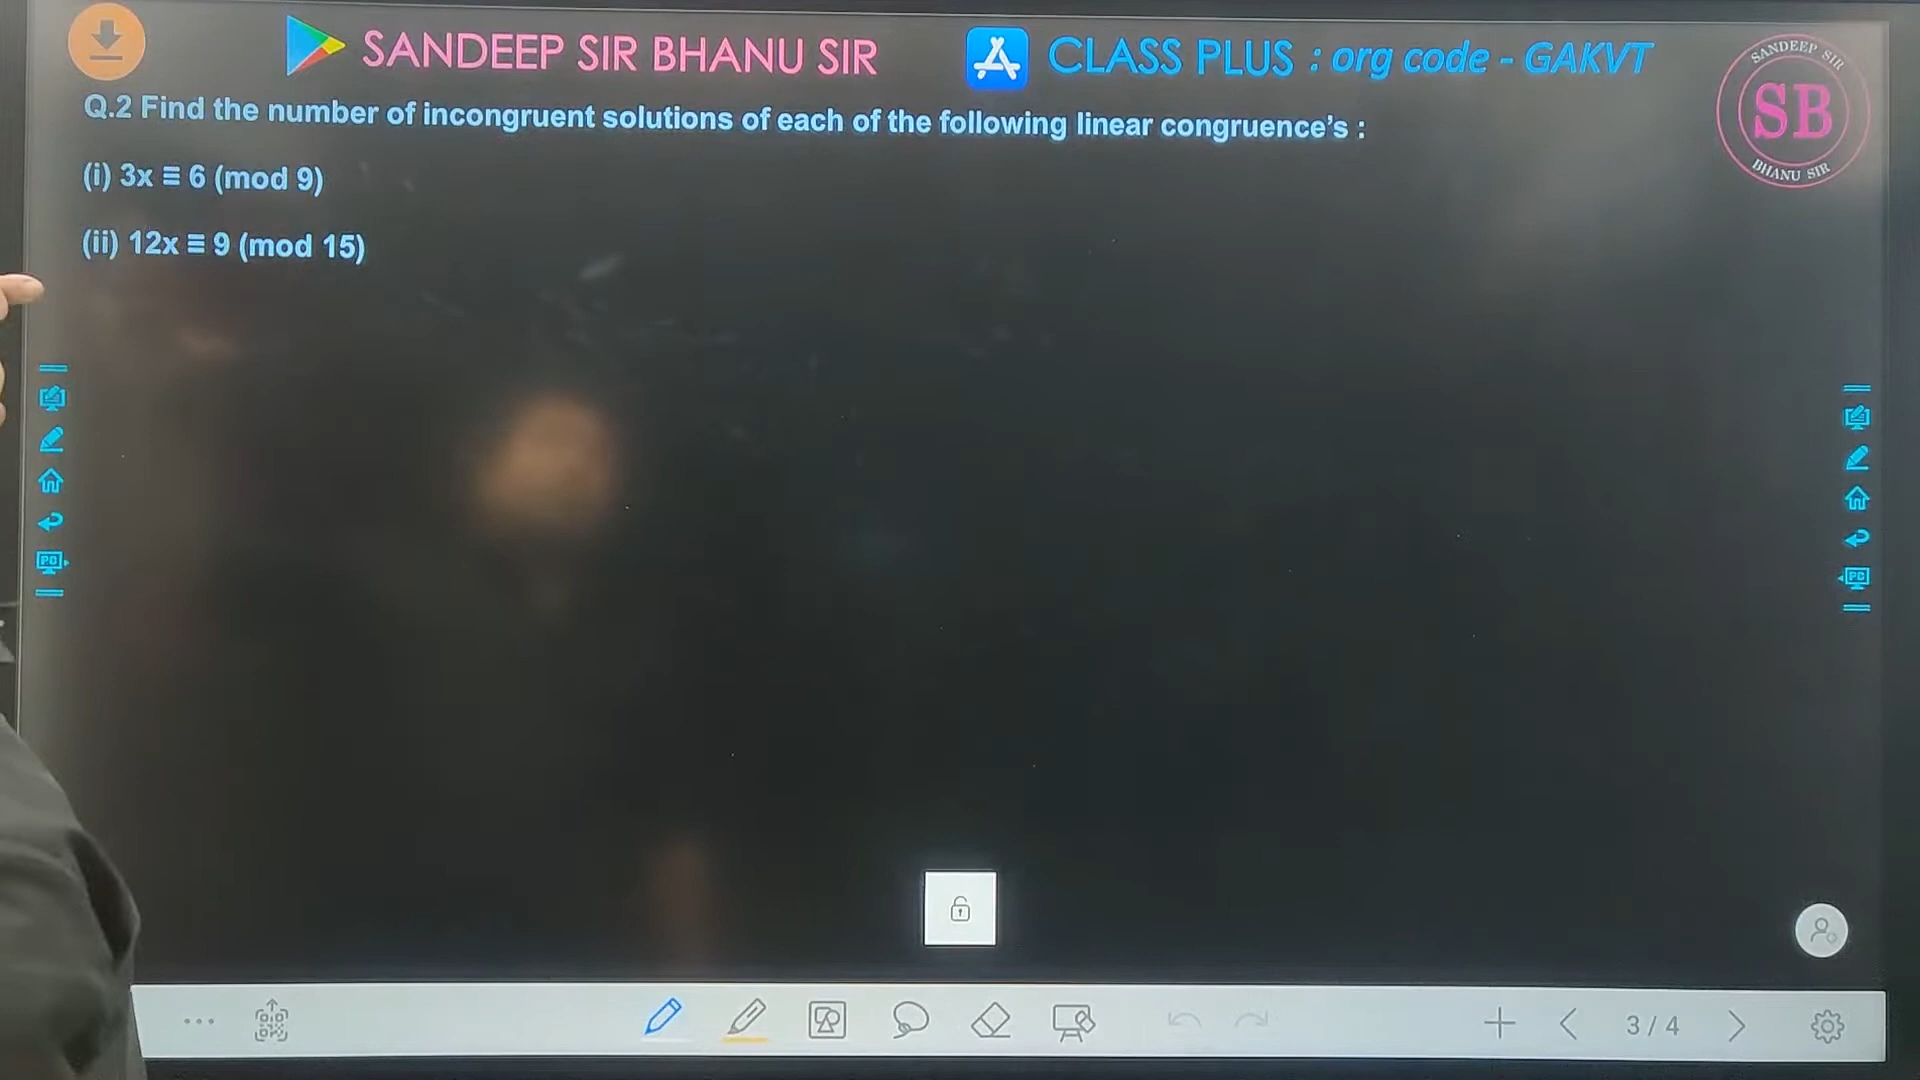 SANDEEP SIR BHANU SIR
CLASS PLUS : org code - GAKVT
SANDEEP SIR
SB
BHANU SIR
Q.2 Find the number of incongruent solutions of each of the following linear congruence's :
(i) 3x ≡ 6 (mod 9)
(ii) 12x ≡ 9 (mod 15)
3 / 4